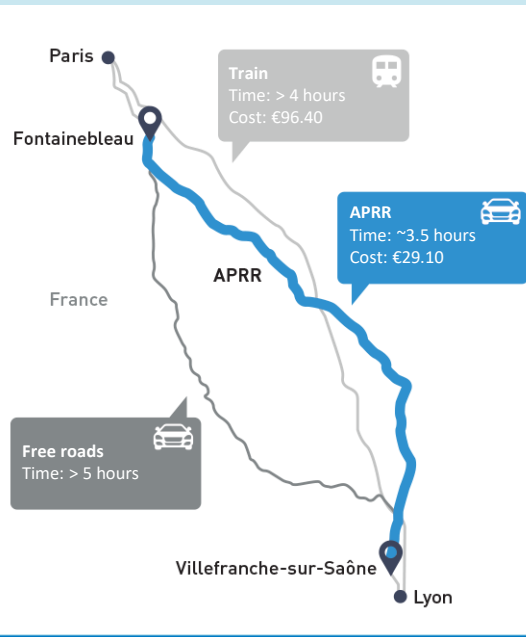 Paris
Train
Time: > 4 hours
Cost: €96.40
Fontainebleau
APRR
Time: ~3.5 hours
Cost: €29.10
APRR
France
Free roads
Time: > 5 hours
Villefranche-sur-Saône
Lyon